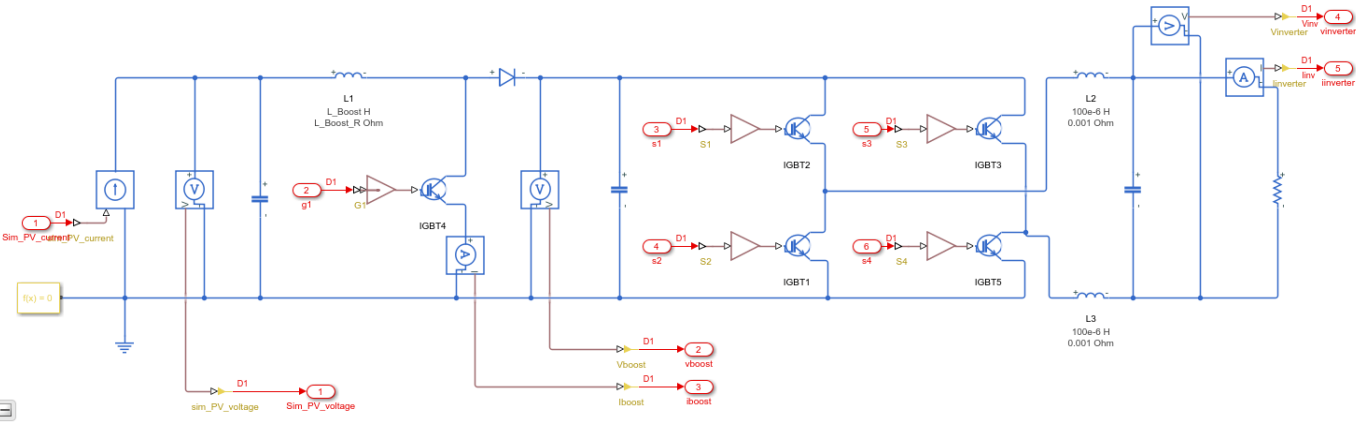 D1
Vinv
4
vinverter
Vinverter
D1
Iinv
5
iinverter
Iinverter
V
A
L1
L_Boost H
L_Boost_R Ohm
L2
100e-6 H
0.001 Ohm
3
D1
s1
S1
IGBT2
5
D1
s3
S3
IGBT3
V
2
D1
g1
G1
IGBT4
V
1
D1
Sim_PV_current
sim_PV_current
A
4
D1
s2
S2
IGBT1
6
D1
s4
S4
IGBT5
f(x) = 0
L3
100e-6 H
0.001 Ohm
Vboost
D1
2
vboost
Iboost
D1
3
iboost
sim_PV_voltage
D1
1
Sim_PV_voltage